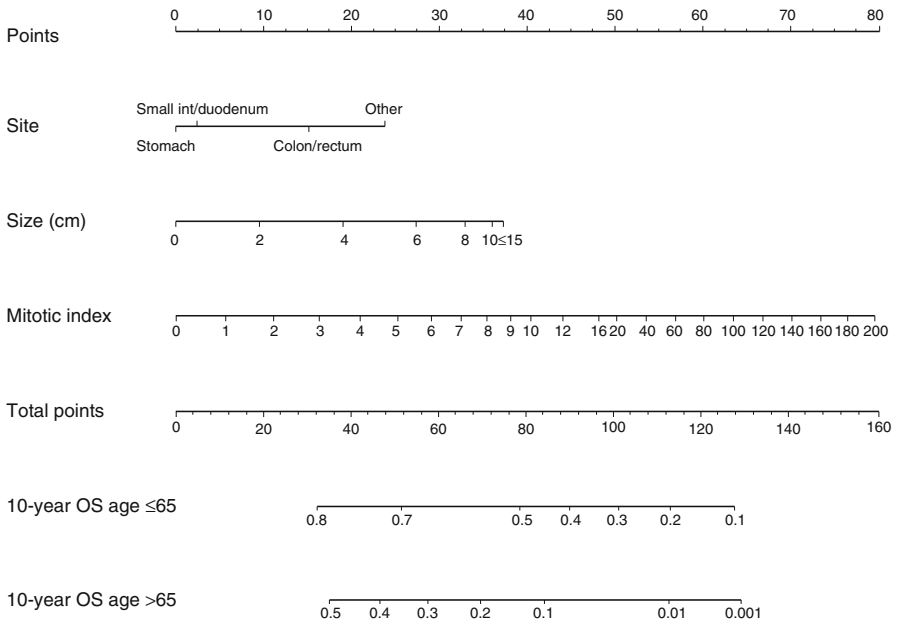 0 10 20 30 40 50 60 70 80
Points
Small int/duodenum Other
Site
Stomach Colon/rectum
Size (cm)
0 2 4 6 8 10≤15
Mitotic index
0 1 2 3 4 5 6 7 8 9 10 12 16 20 40 60 80 100 120 140 160 180 200
Total points
0 20 40 60 80 100 120 140 160
10-year OS age ≤65
0.8 0.7 0.5 0.4 0.3 0.2 0.1
10-year OS age >65
0.5 0.4 0.3 0.2 0.1 0.01 0.001